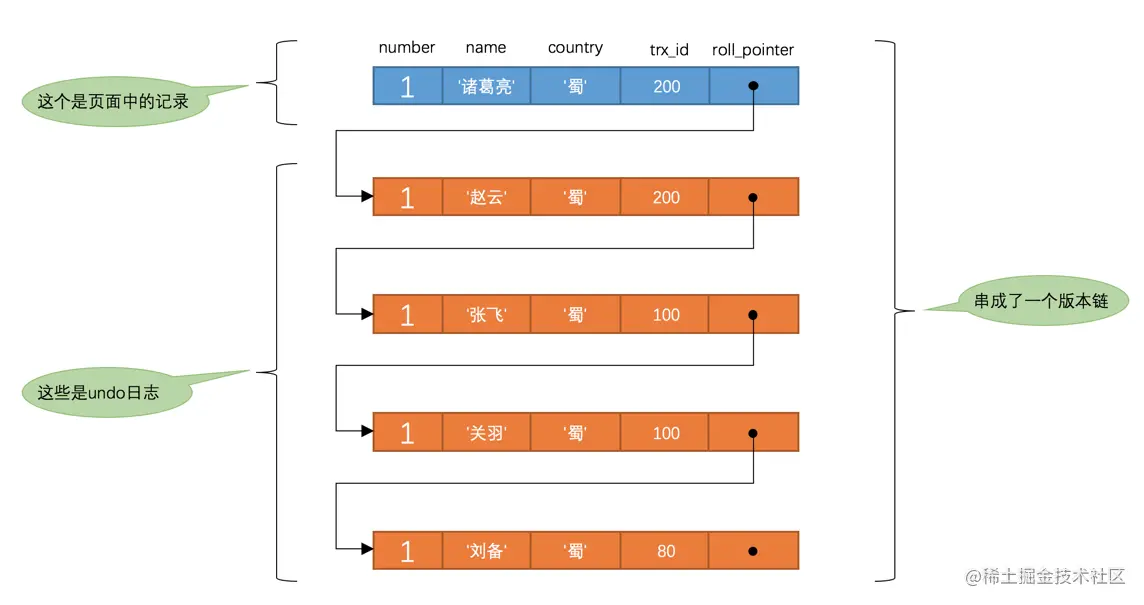 number name country trx_id roll_pointer
1 '诸葛亮' '蜀' 200
这个是页面中的记录
1 '赵云' '蜀' 200
1 '张飞' '蜀' 100
串成了一个版本链
这些是undo日志
1 '关羽' '蜀' 100
1 '刘备' '蜀' 80
@稀土掘金技术社区